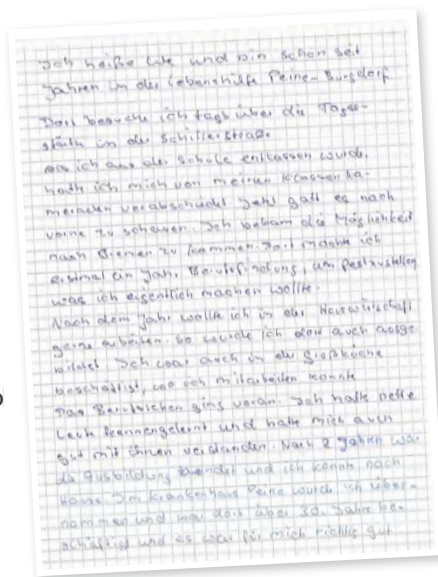 Ich heiße Ute und bin schon seit
Jahren in der Lebenshilfe Peine-Burgdorf
Dort besuche ich tags über die Tages-
stätte in der Schillerstraße
Als ich aus der Schule entlassen wurde,
hatte ich mich von meinen Klassenka-
meraden verabschiedet Jetzt galt es nach
vorne zu schauen. Ich bekam die Möglichkeit
nach Bremen zu kommen. Dort machte ich
erstmal ein Jahr Berufsfindung, um festzustellen
was ich eigentlich machen wollte.
Nach dem Jahr wollte ich in der Hauswirtschaft
gerne arbeiten. So wurde ich dort auch ausge
bildet Ich war auch in der Großküche
beschäftigt, wo ich mitarbeiten konnte
Das Berufsleben ging voran. Ich hatte nette
Leute kennengelernt und hatte mich auch
gut mit ihnen verstanden. Nach 2 Jahren war
die Ausbildung beendet und ich konnte nach
Hause. Im Krankenhaus Peine wurde ich über-
nommen und war dort über 30. Jahre be-
schäftigt und es war für mich richtig gut